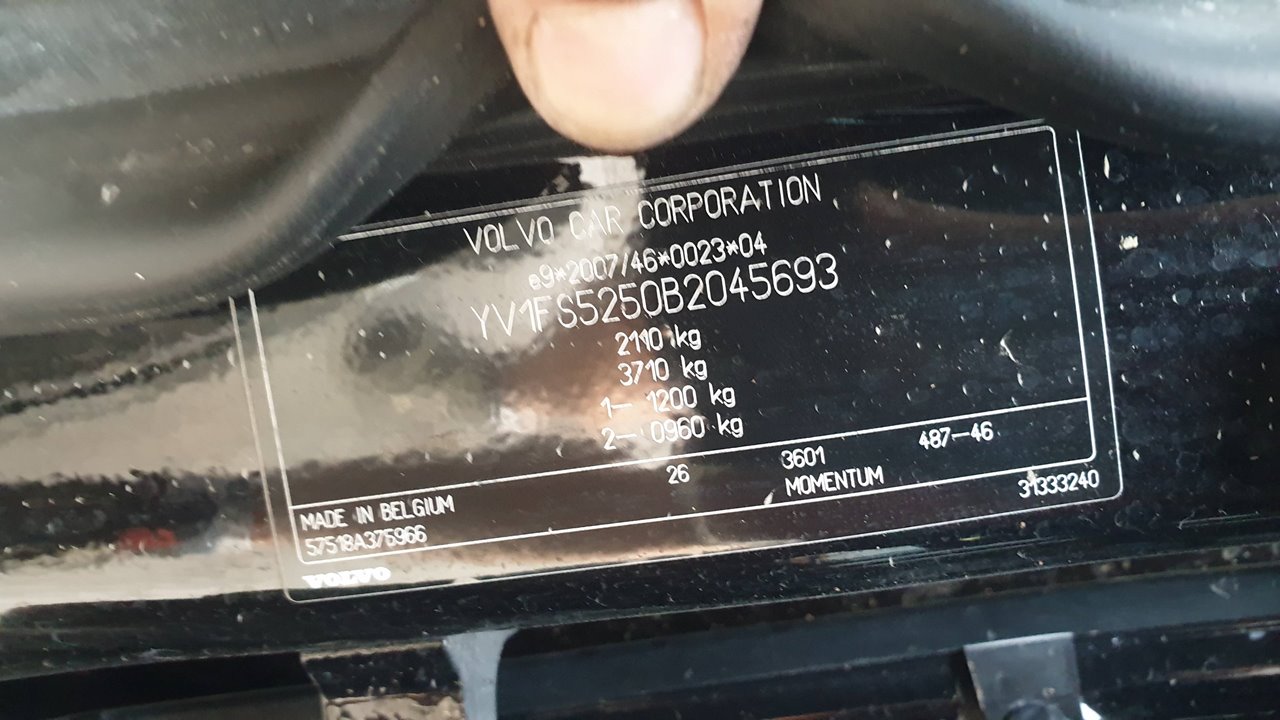 VOLVO CAR CORPORATION
e9*2007/46*0023*04
YV1FS5250B2045693
2110 kg
3710 kg
1- 1200 kg
2- 0960 kg
MADE IN BELGIUM 26 3601 487-46
57518A375966 MOMENTUM 31333240
VOLVO